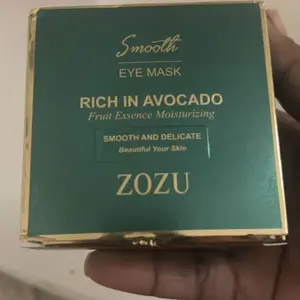 Smooth
EYE MASK
RICH IN AVOCADO
Fruit Essence Moisturizing
SMOOTH AND DELICATE
Beautiful Your Skin
ZOZU